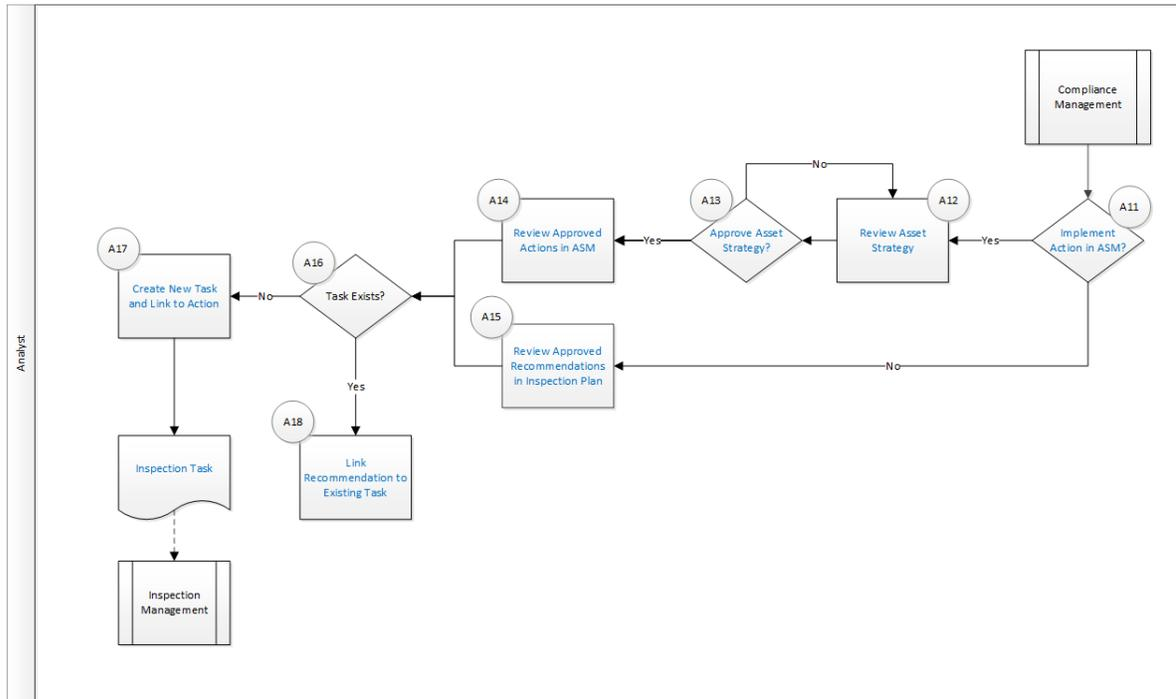 Analyst
Compliance
Management
A11
Implement
Action in ASM?
Yes
No
A12
Review Asset
Strategy
No
A13
Approve Asset
Strategy?
Yes
A14
Review Approved
Actions in ASM
A15
Review Approved
Recommendations
in Inspection Plan
A16
Task Exists?
No
Yes
A17
Create New Task
and Link to Action
A18
Link
Recommendation to
Existing Task
Inspection Task
Inspection
Management